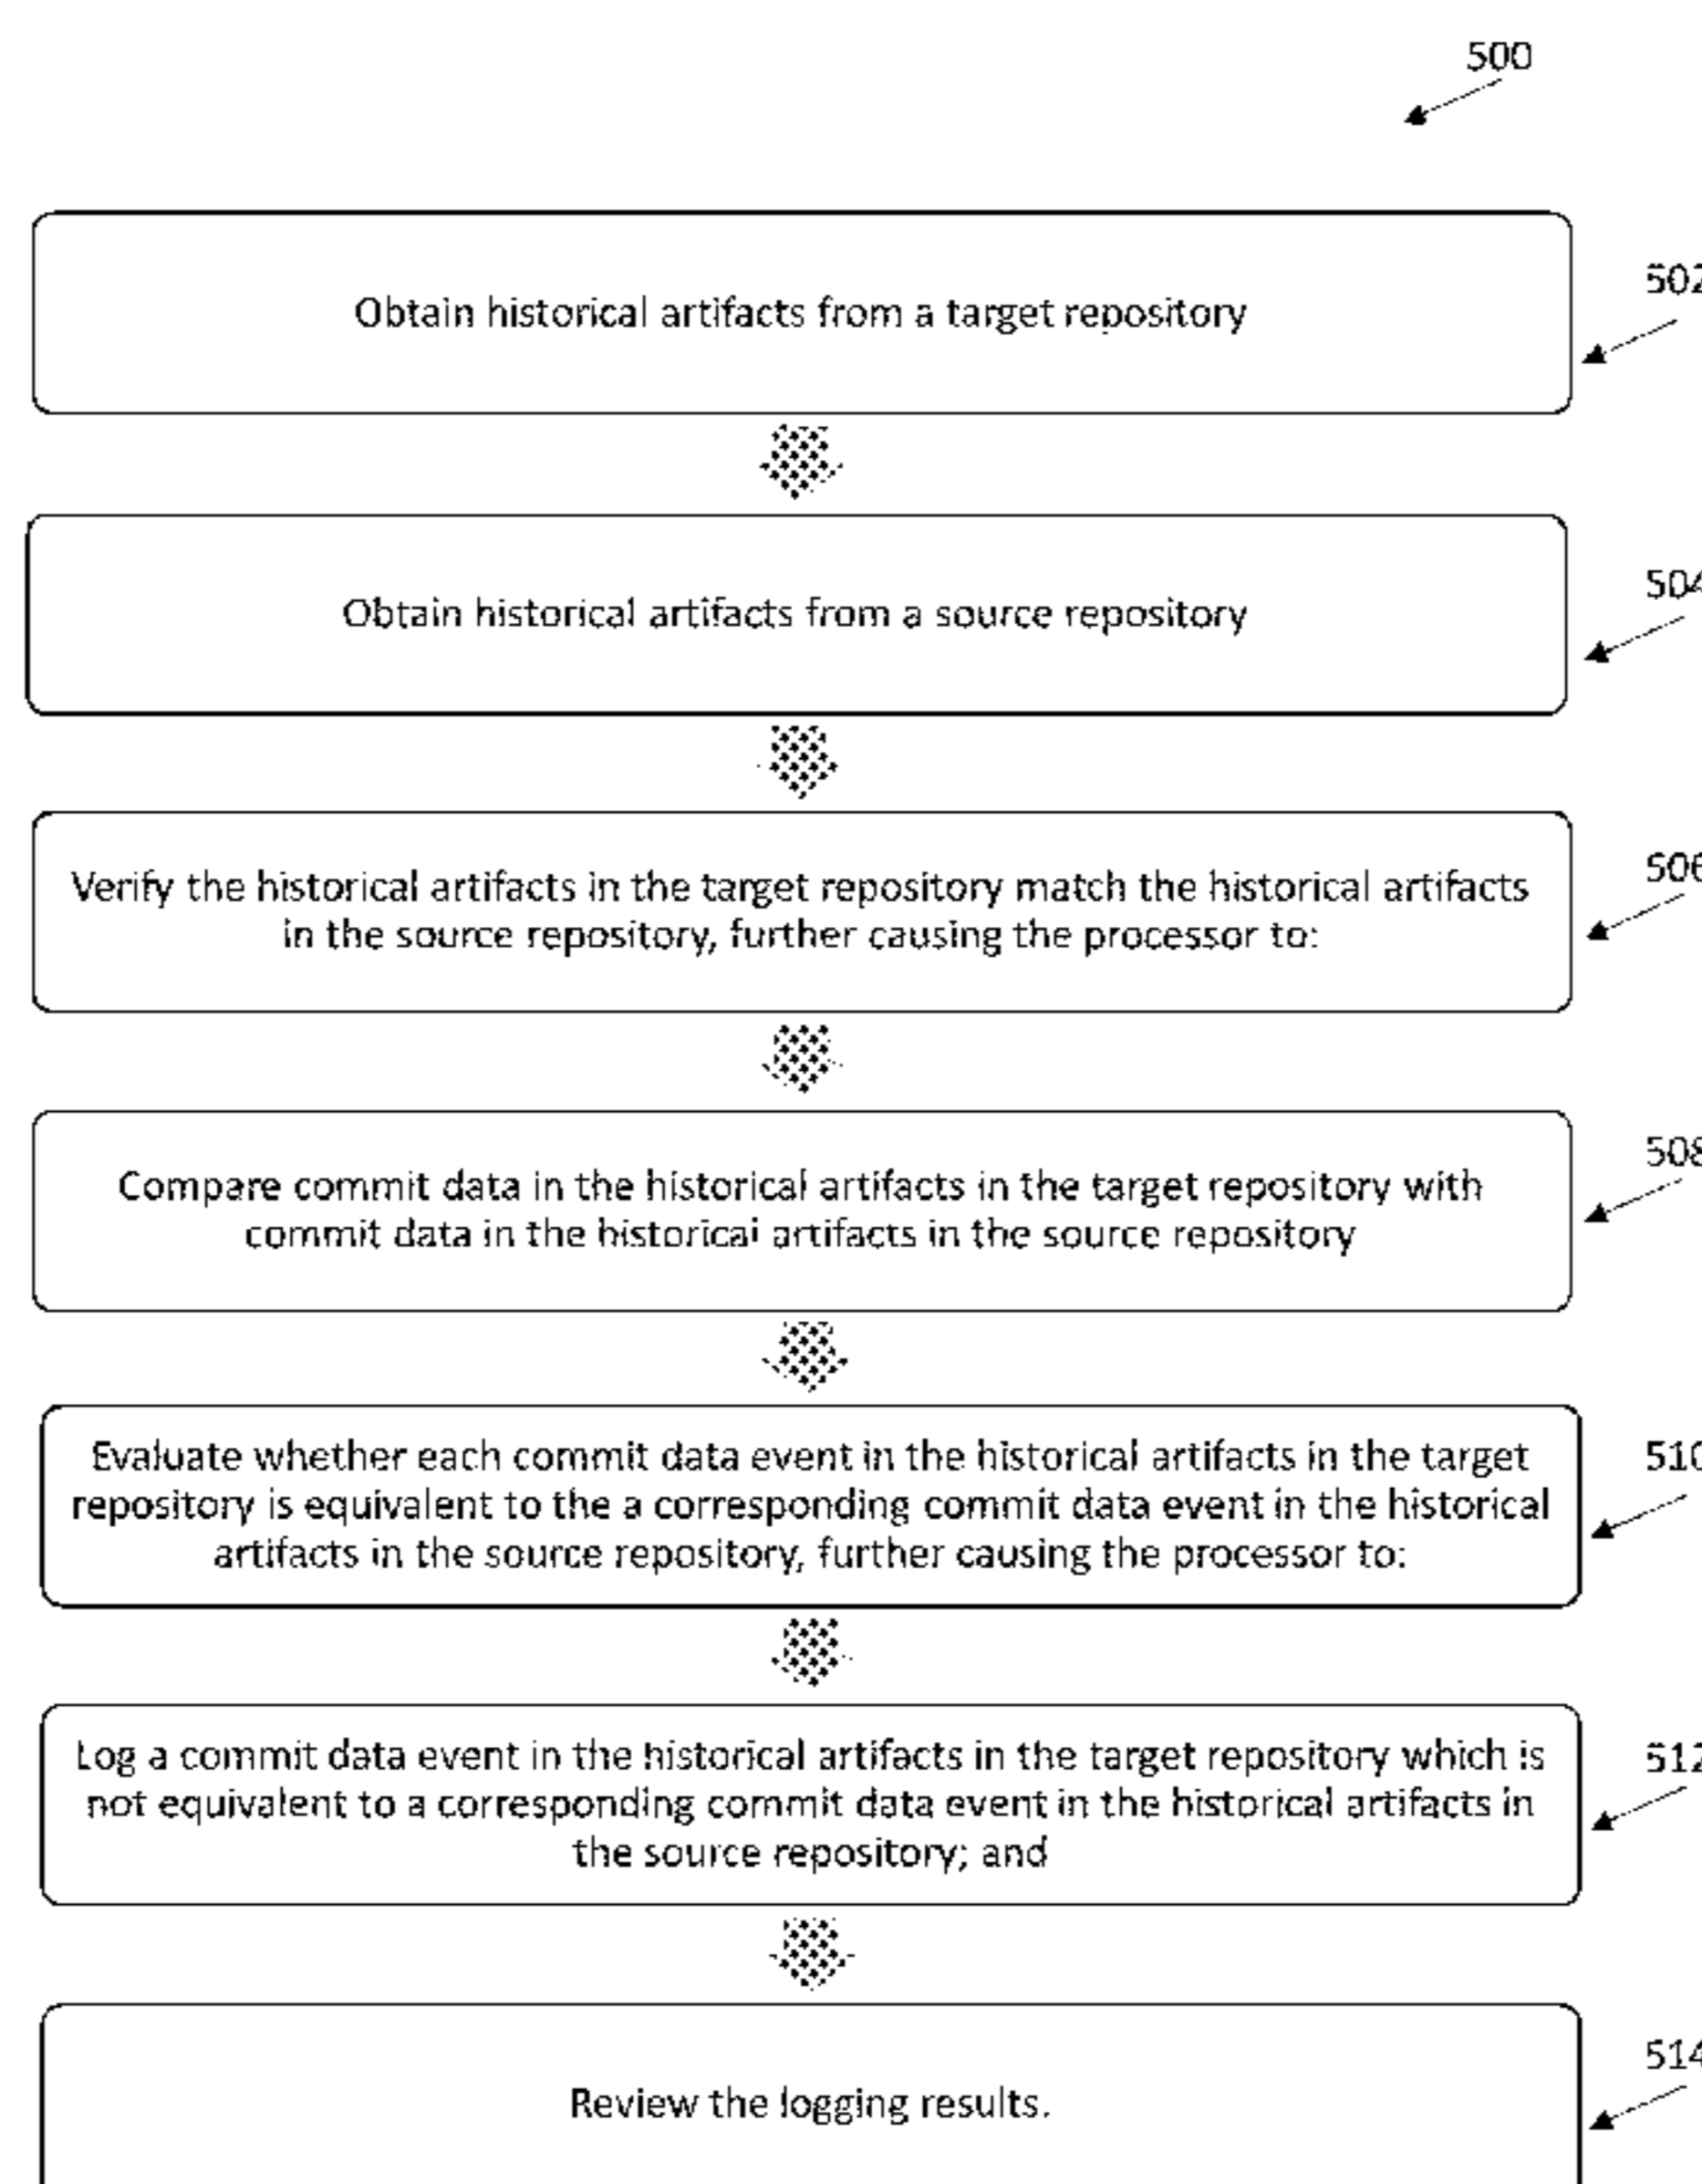 500
Obtain historical artifacts from a target repository
502
Obtain historical artifacts from a source repository
504
Verify the historical artifacts in the target repository match the historical artifacts
in the source repository, further causing the processor to:
506
Compare commit data in the historical artifacts in the target repository with
commit data in the historical artifacts in the source repository
508
Evaluate whether each commit data event in the historical artifacts in the target
repository is equivalent to the a corresponding commit data event in the historical
artifacts in the source repository, further causing the processor to:
510
Log a commit data event in the historical artifacts in the target repository which is
not equivalent to a corresponding commit data event in the historical artifacts in
the source repository; and
512
Review the logging results.
514